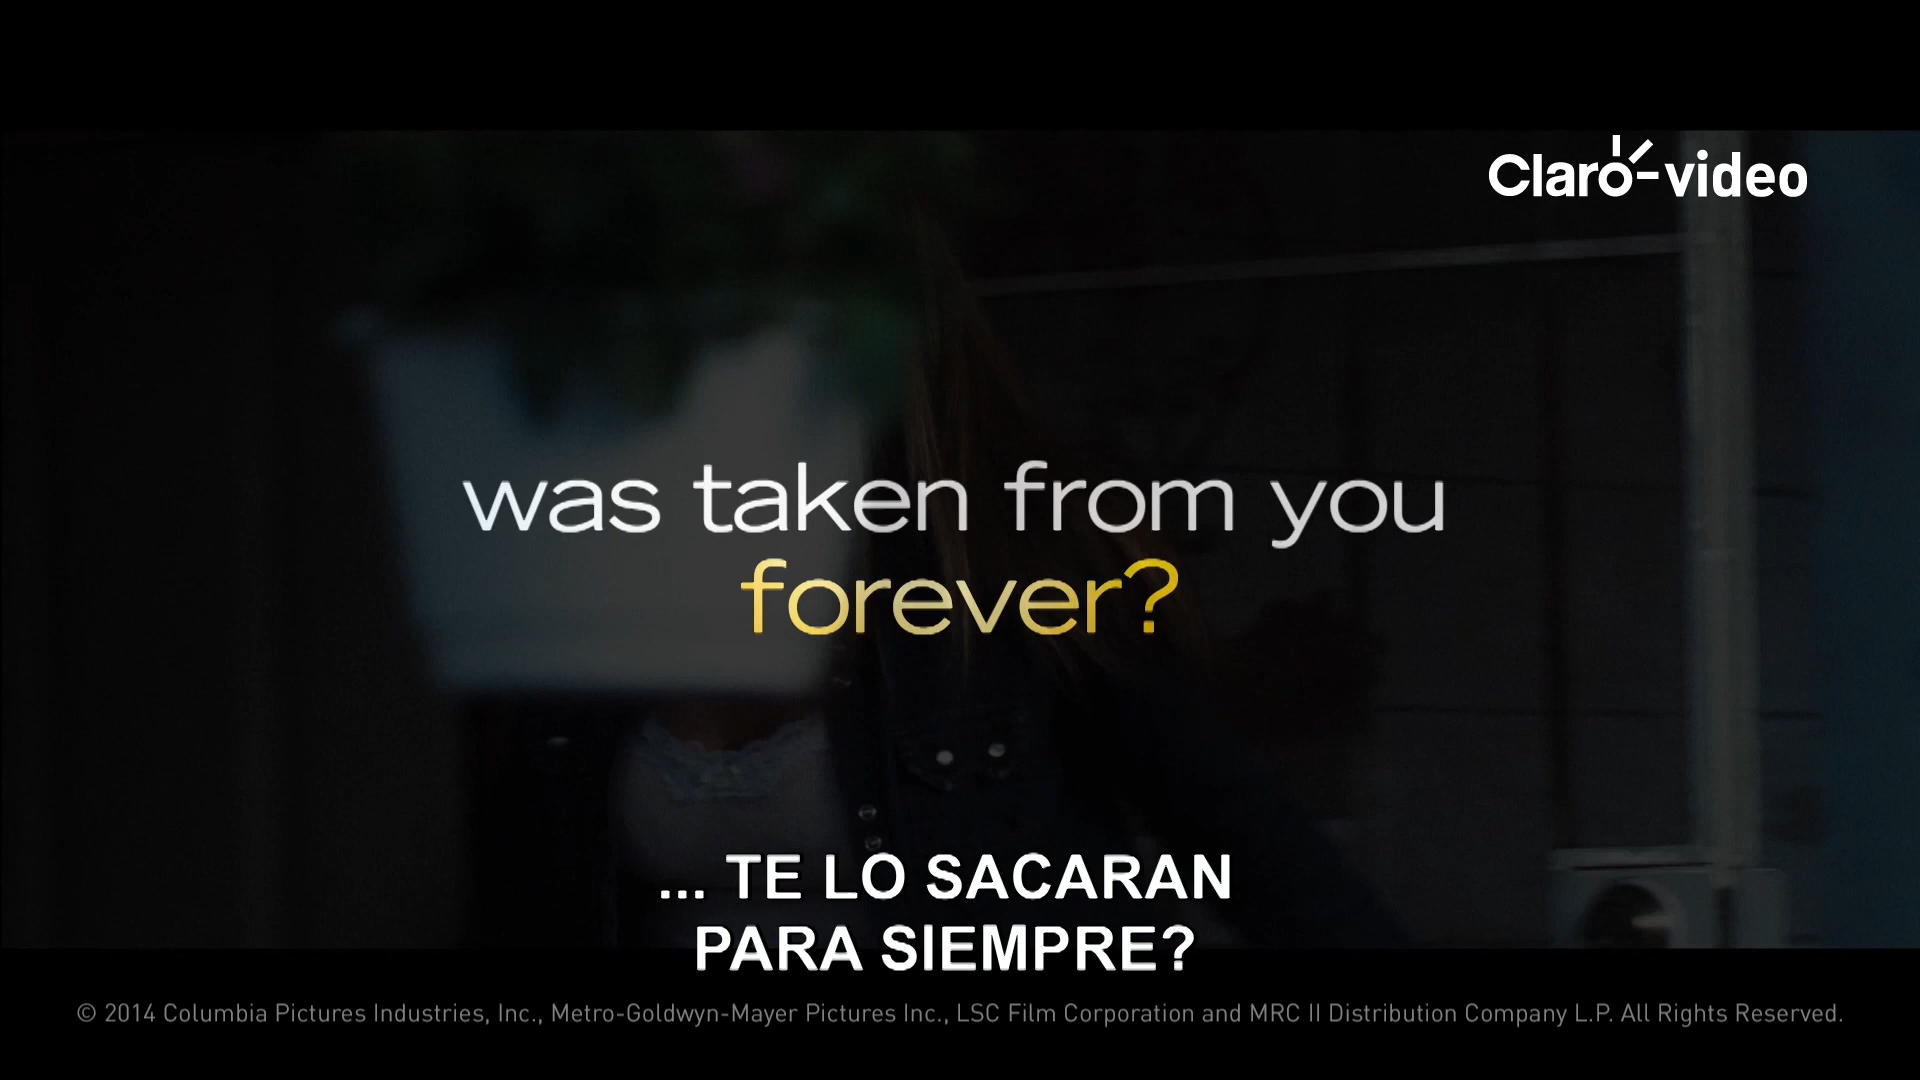 Claro-video
was taken from you
forever?
... TE LO SACARAN
PARA SIEMPRE?
© 2014 Columbia Pictures Industries, Inc., Metro-Goldwyn-Mayer Pictures Inc., LSC Film Corporation and MRC II Distribution Company L.P. All Rights Reserved.